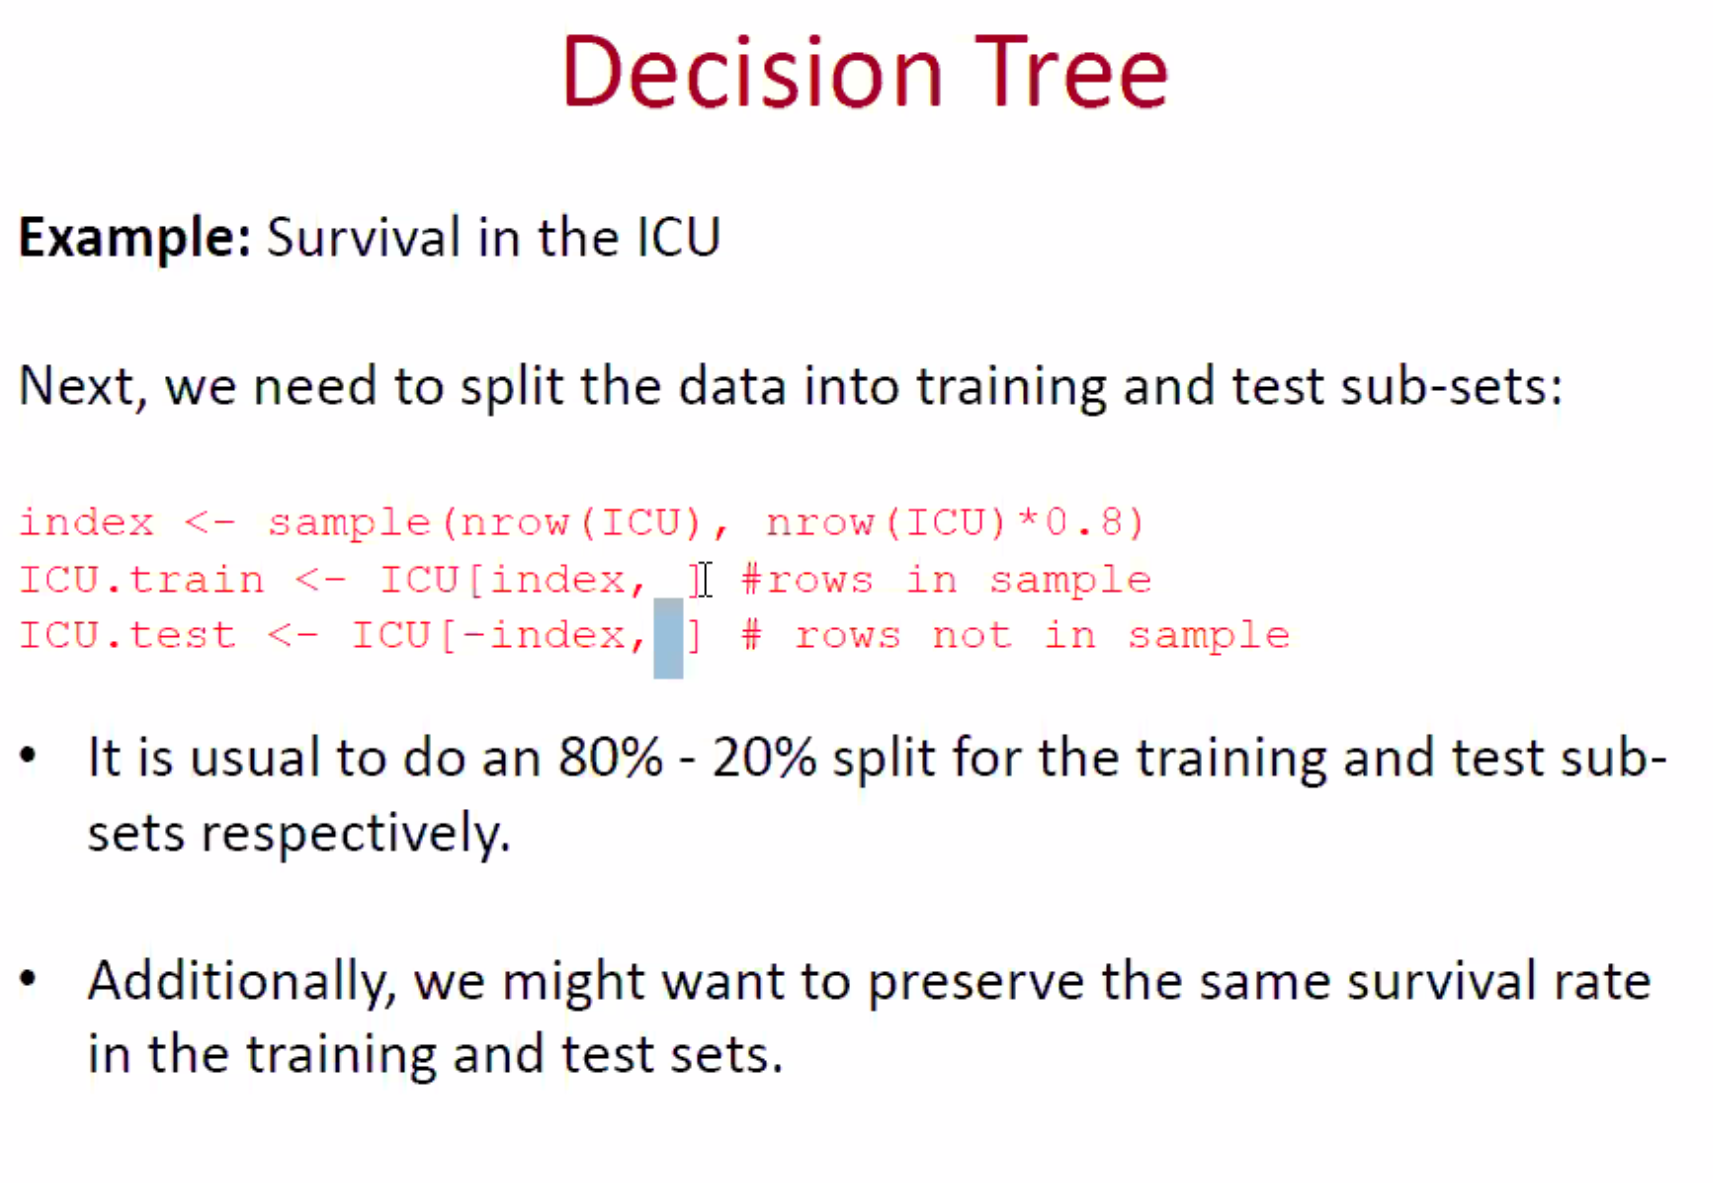 Decision Tree
Example: Survival in the ICU
Next, we need to split the data into training and test sub-sets:
index <- sample(nrow(ICU), nrow(ICU)*0.8)
ICU.train <- ICU[index, ] #rows in sample
ICU.test <- ICU[-index, ] # rows not in sample
• It is usual to do an 80% - 20% split for the training and test sub-
sets respectively.
• Additionally, we might want to preserve the same survival rate
in the training and test sets.